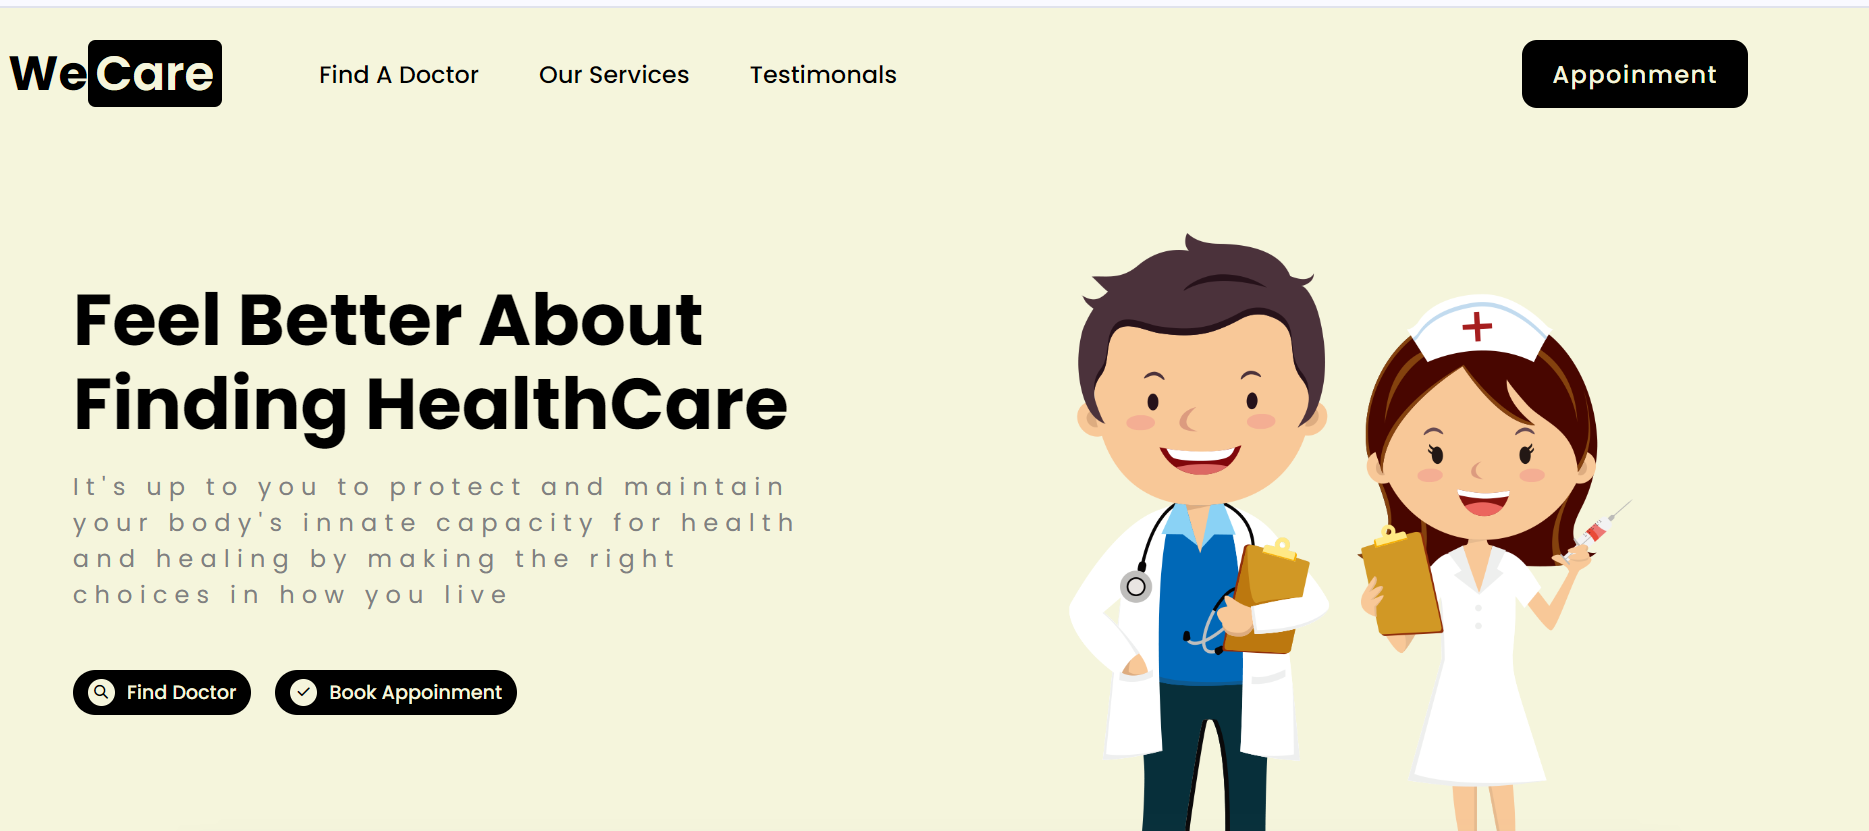 WeCare
Find A Doctor
Our Services
Testimonals
Appoinment
Feel Better About
Finding HealthCare
It's up to you to protect and maintain
your body's innate capacity for health
and healing by making the right
choices in how you live
Find Doctor
Book Appoinment